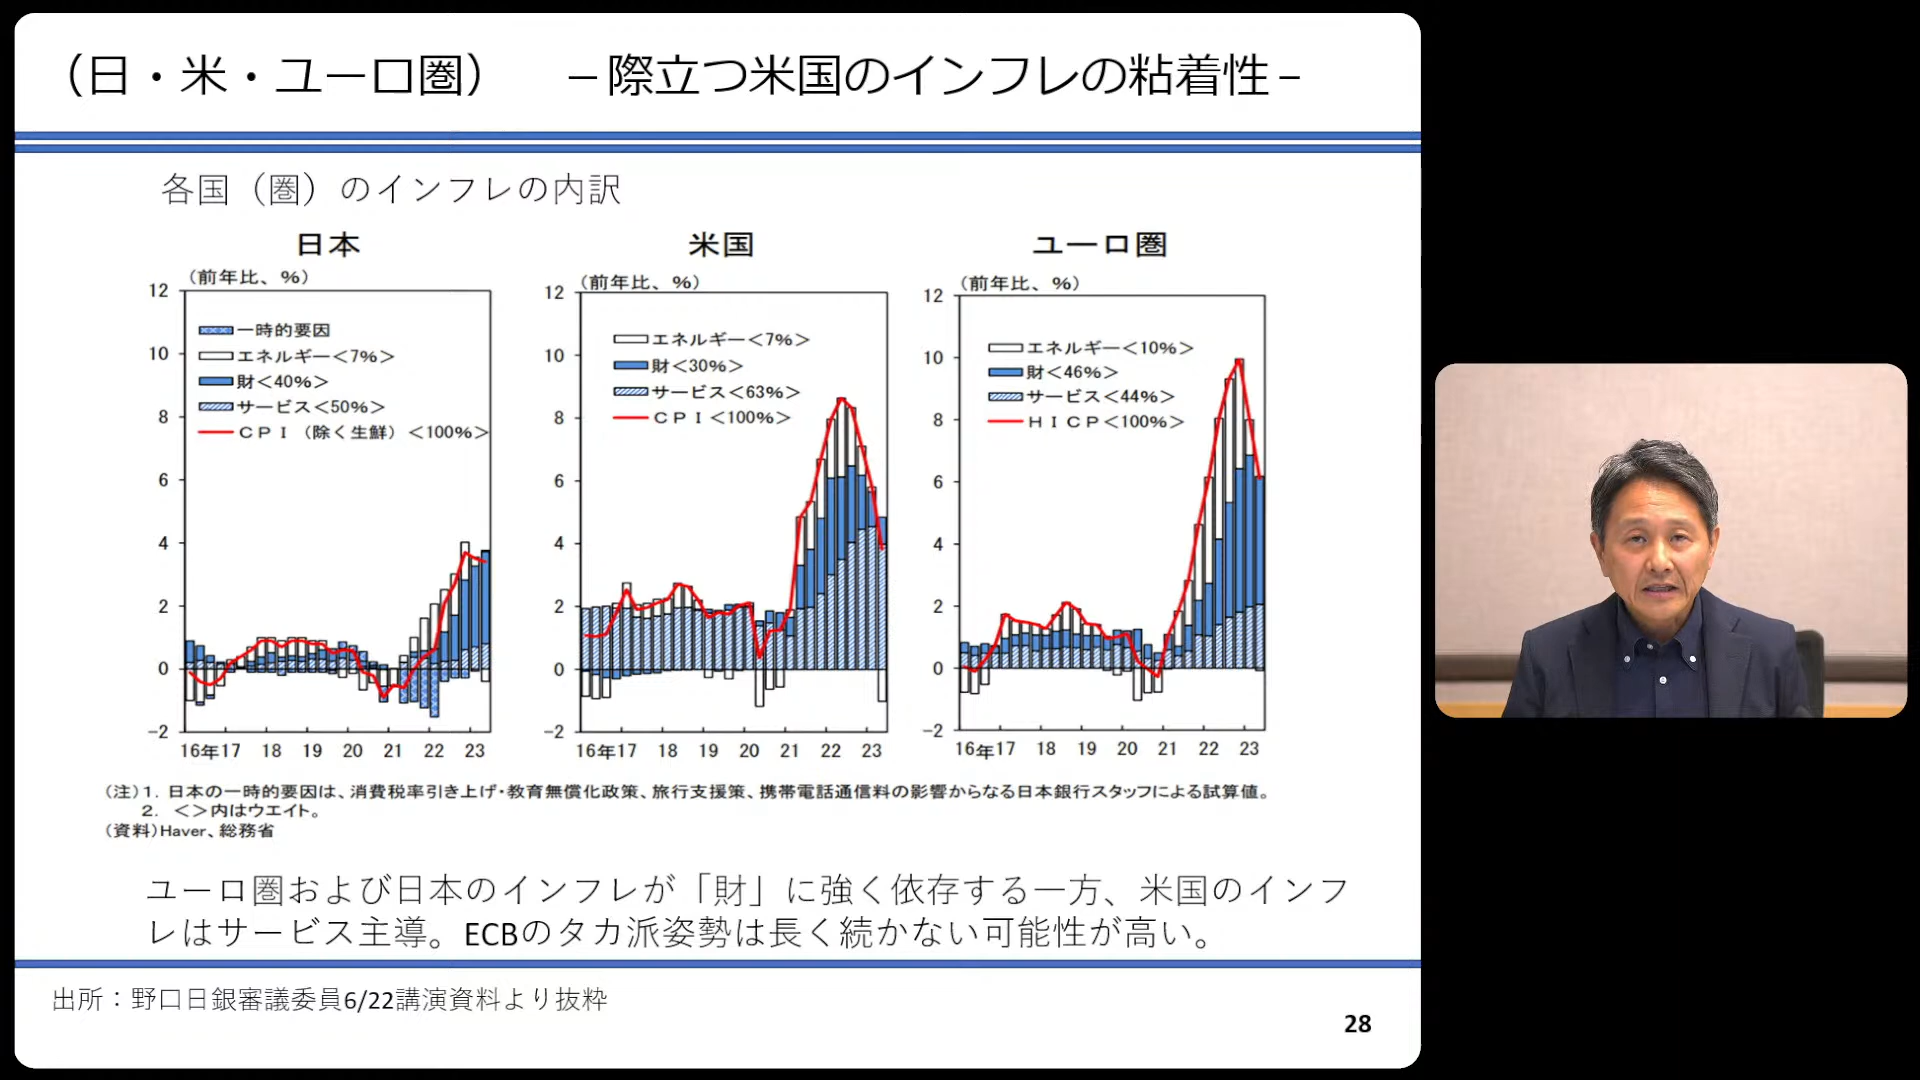 （日・米・ユーロ圏）　－際立つ米国のインフレの粘着性－
各国（圏）のインフレの内訳
日本
（前年比、%）
12
10
8
6
4
2
0
-2
一時的要因
エネルギー＜7%＞
財＜40%＞
サービス＜50%＞
ＣＰＩ（除く生鮮）＜100%＞
16年17 18 19 20 21 22 23
米国
（前年比、%）
12
10
8
6
4
2
0
-2
エネルギー＜7%＞
財＜30%＞
サービス＜63%＞
ＣＰＩ＜100%＞
16年17 18 19 20 21 22 23
ユーロ圏
（前年比、%）
12
10
8
6
4
2
0
-2
エネルギー＜10%＞
財＜46%＞
サービス＜44%＞
ＨＩＣＰ＜100%＞
16年17 18 19 20 21 22 23
（注）1. 日本の一時的要因は、消費税率引き上げ・教育無償化政策、旅行支援策、携帯電話通信料の影響からなる日本銀行スタッフによる試算値。
2. ＜＞内はウエイト。
（資料）Haver、総務省
ユーロ圏および日本のインフレが「財」に強く依存する一方、米国のインフ
レはサービス主導。ECBのタカ派姿勢は長く続かない可能性が高い。
出所：野口日銀審議委員6/22講演資料より抜粋
28